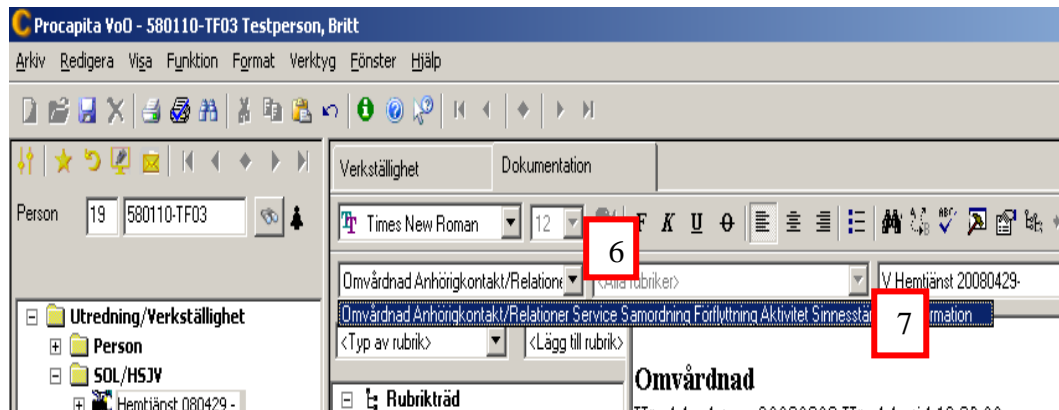 Procapita VoO - 580110-TF03 Testperson, Britt
Arkiv Redigera Visa Funktion Format Verktyg Fönster Hjälp
Verkställighet Dokumentation
Person 19 580110-TF03
Times New Roman 12 F K U
6
Omvårdnad Anhörigkontakt/Relatione <Alla rubriker> V Hemtjänst 20080429-
Omvårdnad Anhörigkontakt/Relationer Service Samordning Förflyttning Aktivitet
7
<Typ av rubrik> <Lägg till rubrik>
Utredning/Verkställighet
Person
SOL/HSJV
Hemtjänst 080429 -
Rubrikträd
Omvårdnad